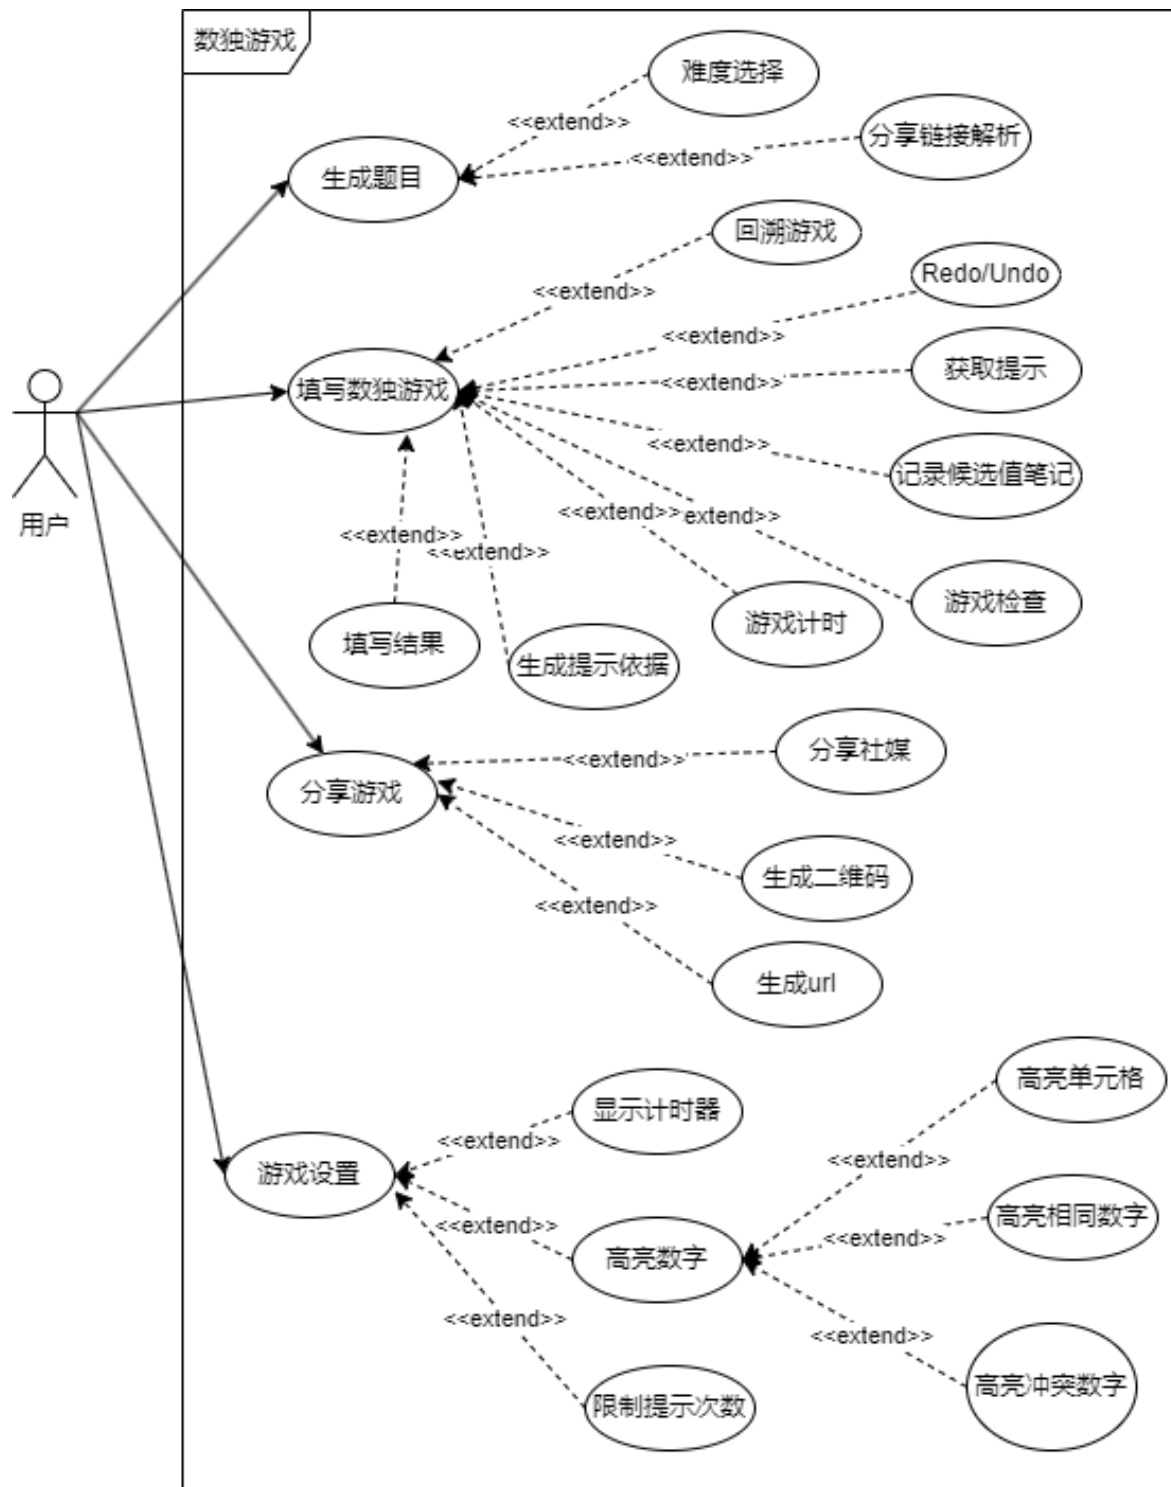 数独游戏
难度选择
<<extend>>
分享链接解析
<<extend>>
生成题目
回溯游戏
<<extend>>
Redo/Undo
<<extend>>
获取提示
<<extend>>
填写数独游戏
<<extend>>
记录候选值笔记
用户
<<extend>>
extend>>
<<extend>>
<<extend>>
游戏检查
游戏计时
填写结果
生成提示依据
分享社媒
<<extend>>
分享游戏
<<extend>>
生成二维码
<<extend>>
生成url
高亮单元格
显示计时器
<<extend>>
<<extend>>
游戏设置
高亮相同数字
<<extend>>
<<extend>>
高亮数字
<<extend>>
<<extend>>
高亮冲突数字
限制提示次数